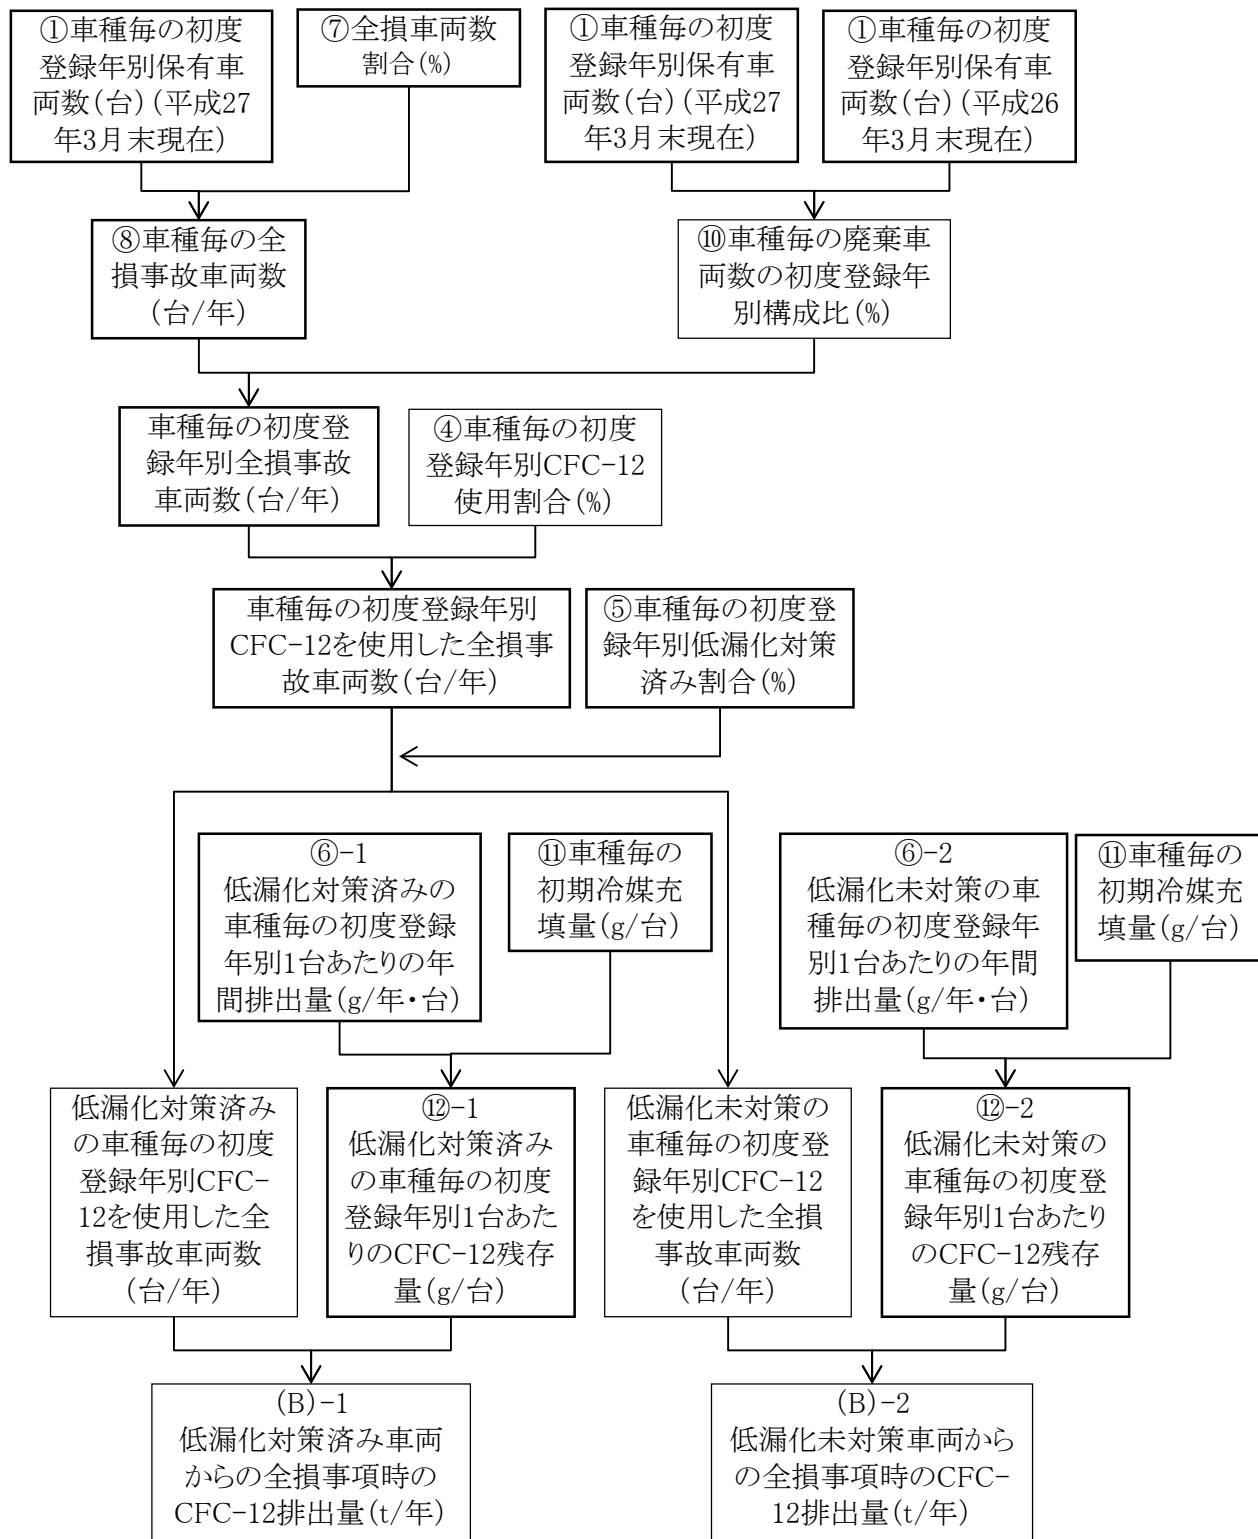 ①車種毎の初度
登録年別保有車
両数(台)(平成27
年3月末現在)
⑦全損車両数
割合(%)
①車種毎の初度
登録年別保有車
両数(台)(平成27
年3月末現在)
①車種毎の初度
登録年別保有車
両数(台)(平成26
年3月末現在)
⑧車種毎の全
損事故車両数
(台/年)
⑩車種毎の廃棄車
両数の初度登録年
別構成比(%)
車種毎の初度登
録年別全損事故
車両数(台/年)
④車種毎の初度
登録年別CFC-12
使用割合(%)
車種毎の初度登録年別
CFC-12を使用した全損事
故車両数(台/年)
⑤車種毎の初度登
録年別低漏化対策
済み割合(%)
⑥-1
低漏化対策済みの
車種毎の初度登録
年別1台あたりの年
間排出量(g/年・台)
⑪車種毎の
初期冷媒充
填量(g/台)
⑥-2
低漏化未対策の車
種毎の初度登録年
別1台あたりの年間
排出量(g/年・台)
⑪車種毎の
初期冷媒充
填量(g/台)
低漏化対策済み
の車種毎の初度
登録年別CFC-
12を使用した全
損事故車両数
(台/年)
⑫-1
低漏化対策済み
の車種毎の初度
登録年別1台あた
りのCFC-12残存
量(g/台)
低漏化未対策の
車種毎の初度登
録年別CFC-12
を使用した全損
事故車両数
(台/年)
⑫-2
低漏化未対策の
車種毎の初度登
録年別1台あたり
のCFC-12残存
量(g/台)
(B)-1
低漏化対策済み車両
からの全損事項時の
CFC-12排出量(t/年)
(B)-2
低漏化未対策車両から
の全損事項時のCFC-
12排出量(t/年)